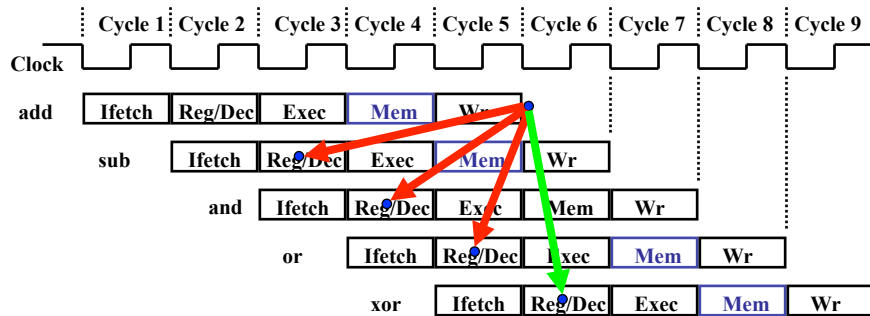 Cycle 1 Cycle 2 Cycle 3 Cycle 4 Cycle 5 Cycle 6 Cycle 7 Cycle 8 Cycle 9
Clock
add Ifetch Reg/Dec Exec Mem Wr
sub Ifetch Reg/Dec Exec Mem Wr
and Ifetch Reg/Dec Exec Mem Wr
or Ifetch Reg/Dec Exec Mem Wr
xor Ifetch Reg/Dec Exec Mem Wr